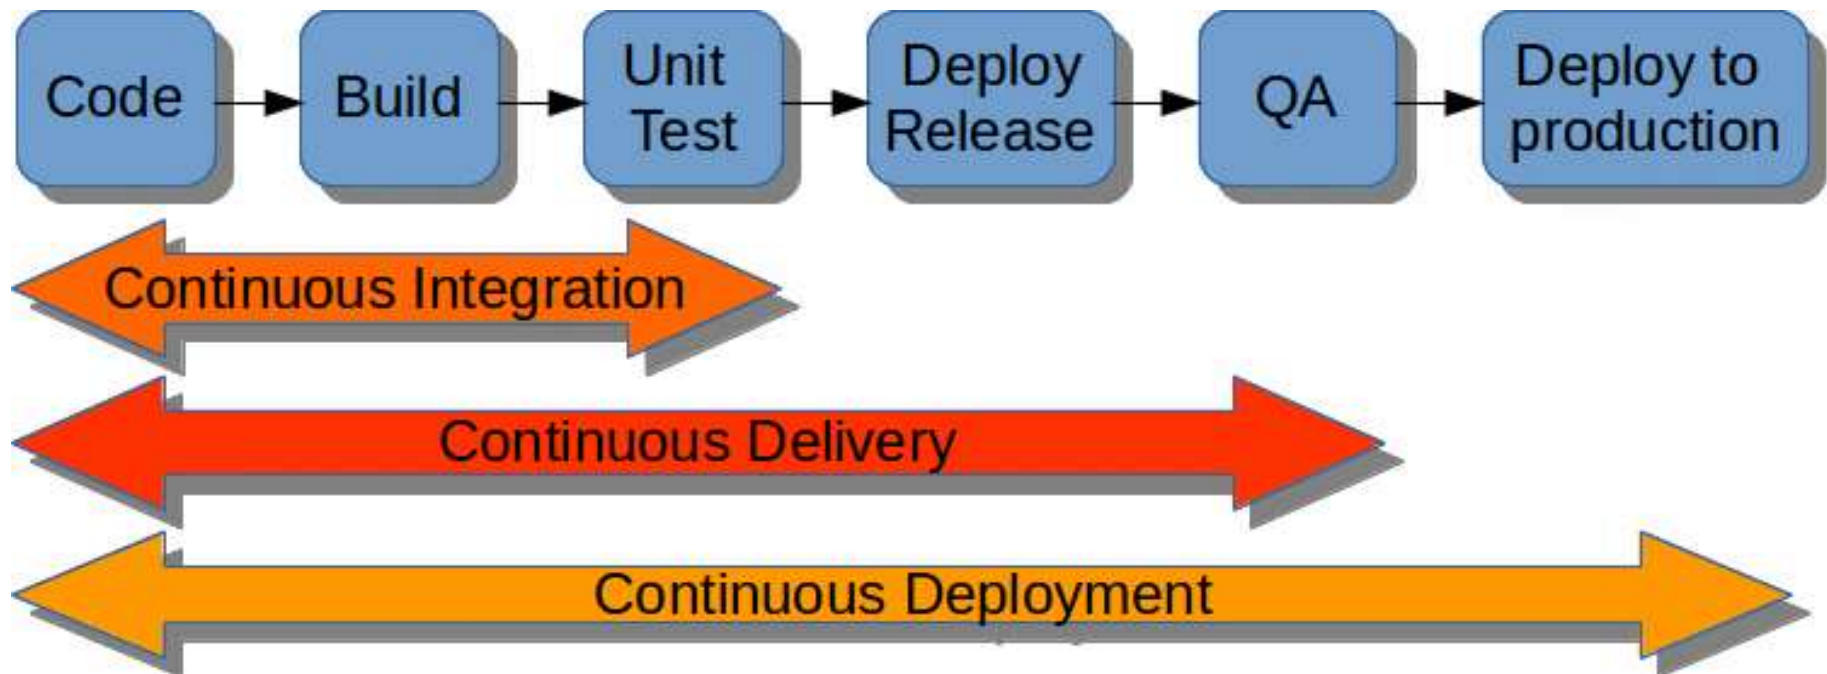 Code
Build
Unit
Test
Deploy
Release
QA
Deploy to
production
Continuous Integration
Continuous Delivery
Continuous Deployment